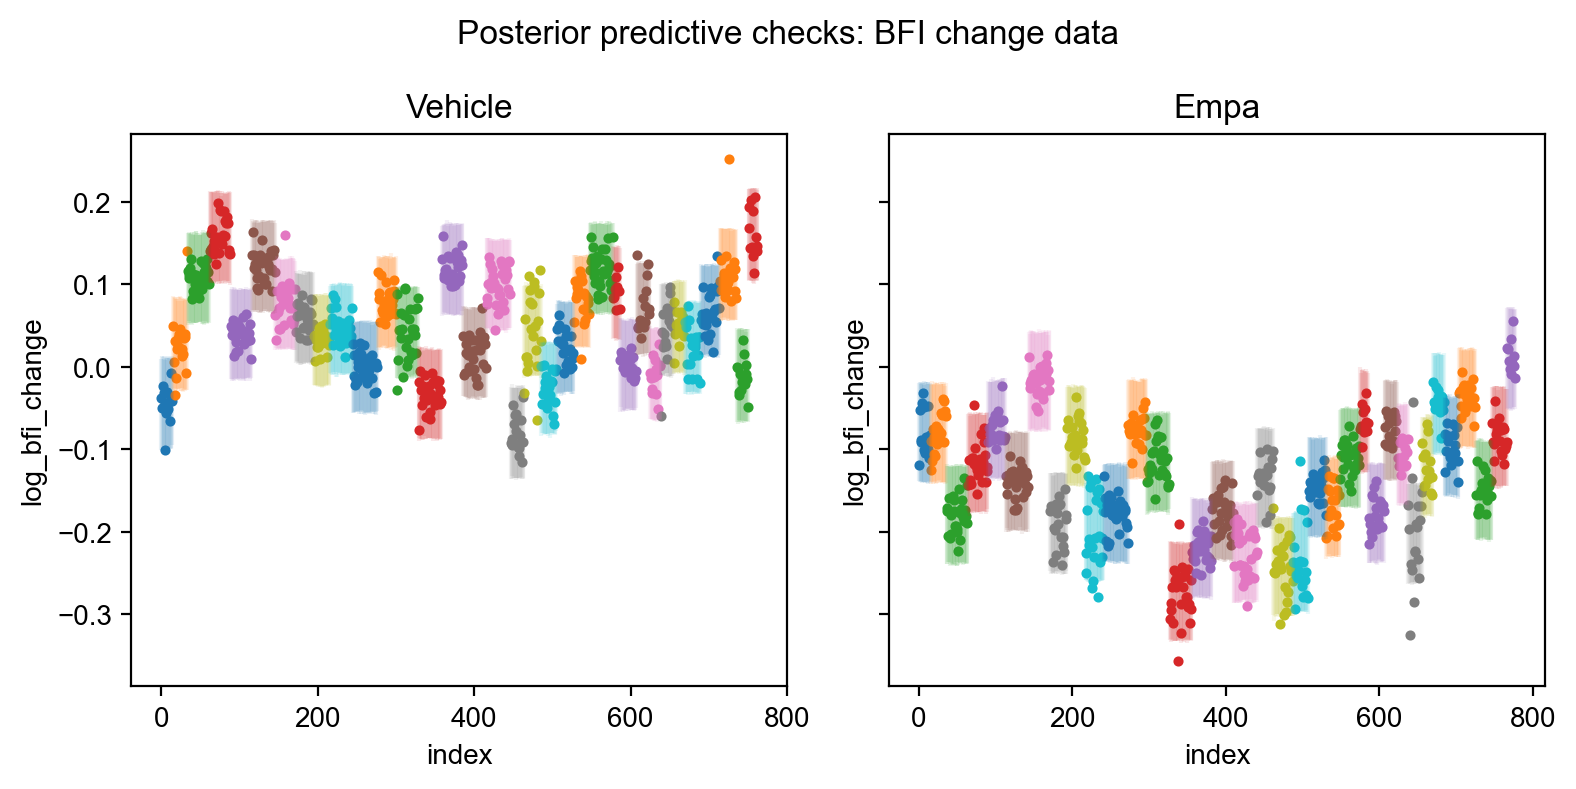 Posterior predictive checks: BFI change data
Vehicle
Empa
log_bfi_change
0.2
0.1
0.0
−0.1
−0.2
−0.3
0
200
400
600
800
index
log_bfi_change
0
200
400
600
800
index